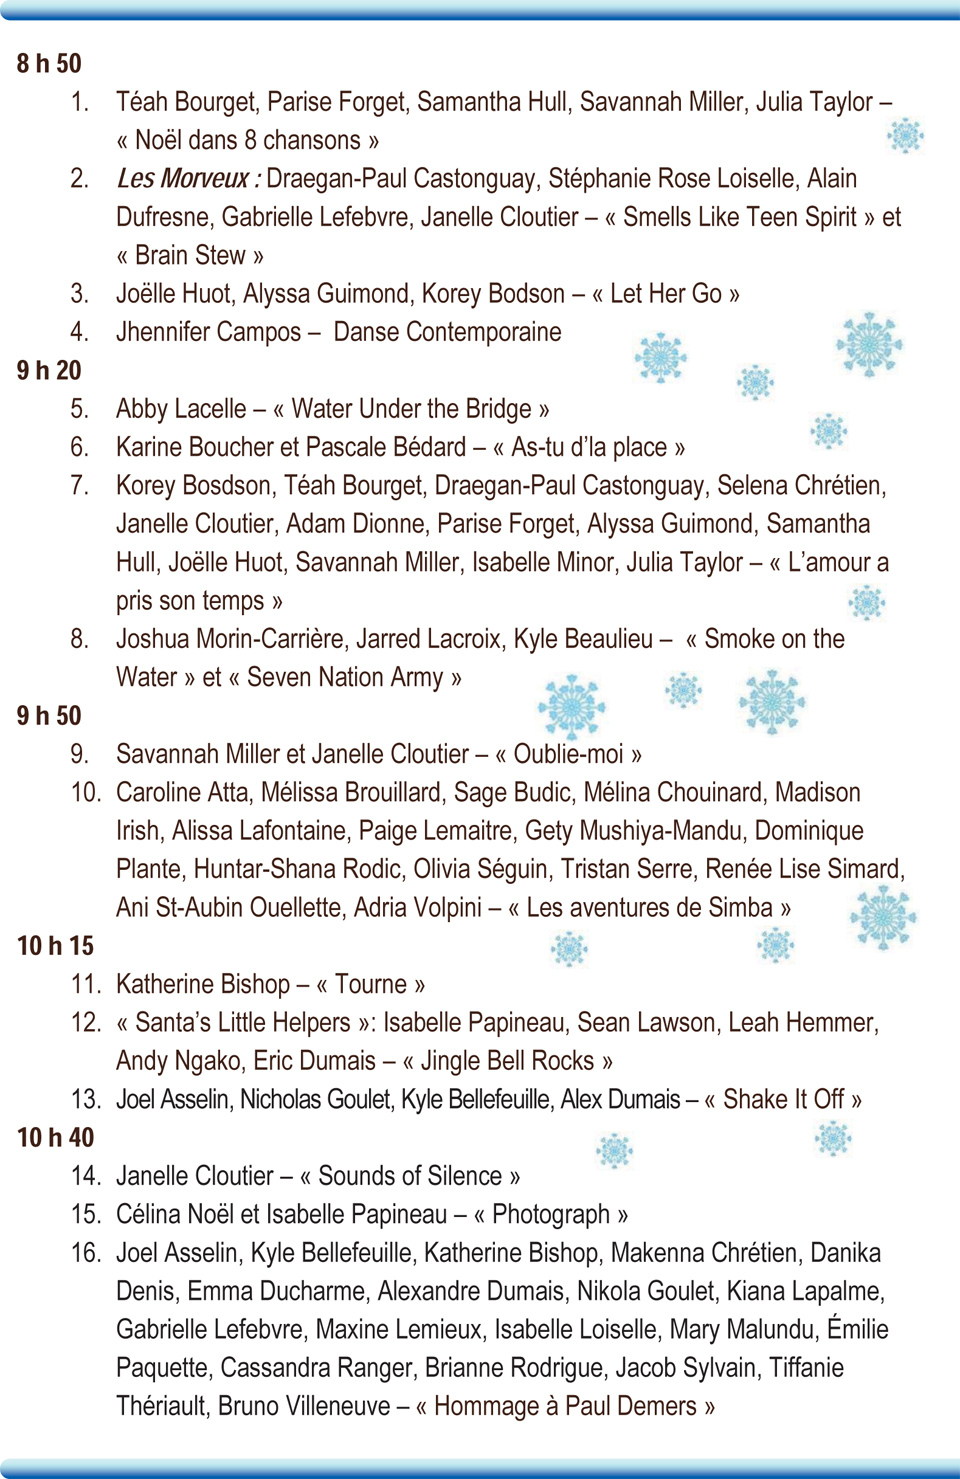 8 h 50
1. Téah Bourget, Parise Forget, Samantha Hull, Savannah Miller, Julia Taylor –
« Noël dans 8 chansons »
2. Les Morveux : Draegan-Paul Castonguay, Stéphanie Rose Loiselle, Alain
Dufresne, Gabrielle Lefebvre, Janelle Cloutier – « Smells Like Teen Spirit » et
« Brain Stew »
3. Joëlle Huot, Alyssa Guimond, Korey Bodson – « Let Her Go »
4. Jhennifer Campos – Danse Contemporaine
9 h 20
5. Abby Lacelle – « Water Under the Bridge »
6. Karine Boucher et Pascale Bédard – « As-tu d’la place »
7. Korey Bosdson, Téah Bourget, Draegan-Paul Castonguay, Selena Chrétien,
Janelle Cloutier, Adam Dionne, Parise Forget, Alyssa Guimond, Samantha
Hull, Joëlle Huot, Savannah Miller, Isabelle Minor, Julia Taylor – « L’amour a
pris son temps »
8. Joshua Morin-Carrière, Jarred Lacroix, Kyle Beaulieu – « Smoke on the
Water » et « Seven Nation Army »
9 h 50
9. Savannah Miller et Janelle Cloutier – « Oublie-moi »
10. Caroline Atta, Mélissa Brouillard, Sage Budic, Mélina Chouinard, Madison
Irish, Alissa Lafontaine, Paige Lemaitre, Gety Mushiya-Mandu, Dominique
Plante, Huntar-Shana Rodic, Olivia Séguin, Tristan Serre, Renée Lise Simard,
Ani St-Aubin Ouellette, Adria Volpini – « Les aventures de Simba »
10 h 15
11. Katherine Bishop – « Tourne »
12. « Santa’s Little Helpers »: Isabelle Papineau, Sean Lawson, Leah Hemmer,
Andy Ngako, Eric Dumais – « Jingle Bell Rocks »
13. Joel Asselin, Nicholas Goulet, Kyle Bellefeuille, Alex Dumais – « Shake It Off »
10 h 40
14. Janelle Cloutier – « Sounds of Silence »
15. Célina Noël et Isabelle Papineau – « Photograph »
16. Joel Asselin, Kyle Bellefeuille, Katherine Bishop, Makenna Chrétien, Danika
Denis, Emma Ducharme, Alexandre Dumais, Nikola Goulet, Kiana Lapalme,
Gabrielle Lefebvre, Maxine Lemieux, Isabelle Loiselle, Mary Malundu, Émilie
Paquette, Cassandra Ranger, Brianne Rodrigue, Jacob Sylvain, Tiffanie
Thériault, Bruno Villeneuve – « Hommage à Paul Demers »